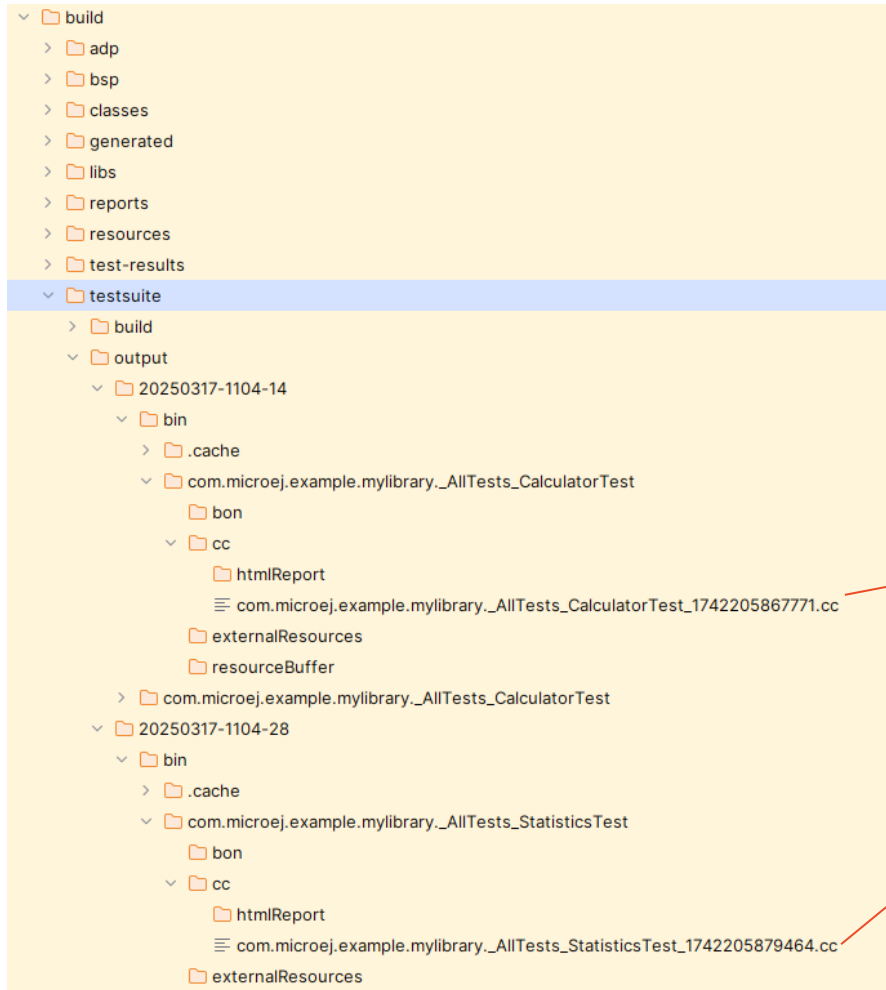 build
adp
bsp
classes
generated
libs
reports
resources
test-results
testsuite
build
output
20250317-1104-14
bin
.cache
com.microej.example.mylibrary._AllTests_CalculatorTest
bon
cc
htmlReport
com.microej.example.mylibrary._AllTests_CalculatorTest_1742205867771.cc
externalResources
resourceBuffer
com.microej.example.mylibrary._AllTests_CalculatorTest
20250317-1104-28
bin
.cache
com.microej.example.mylibrary._AllTests_StatisticsTest
bon
cc
htmlReport
com.microej.example.mylibrary._AllTests_StatisticsTest_1742205879464.cc
externalResources